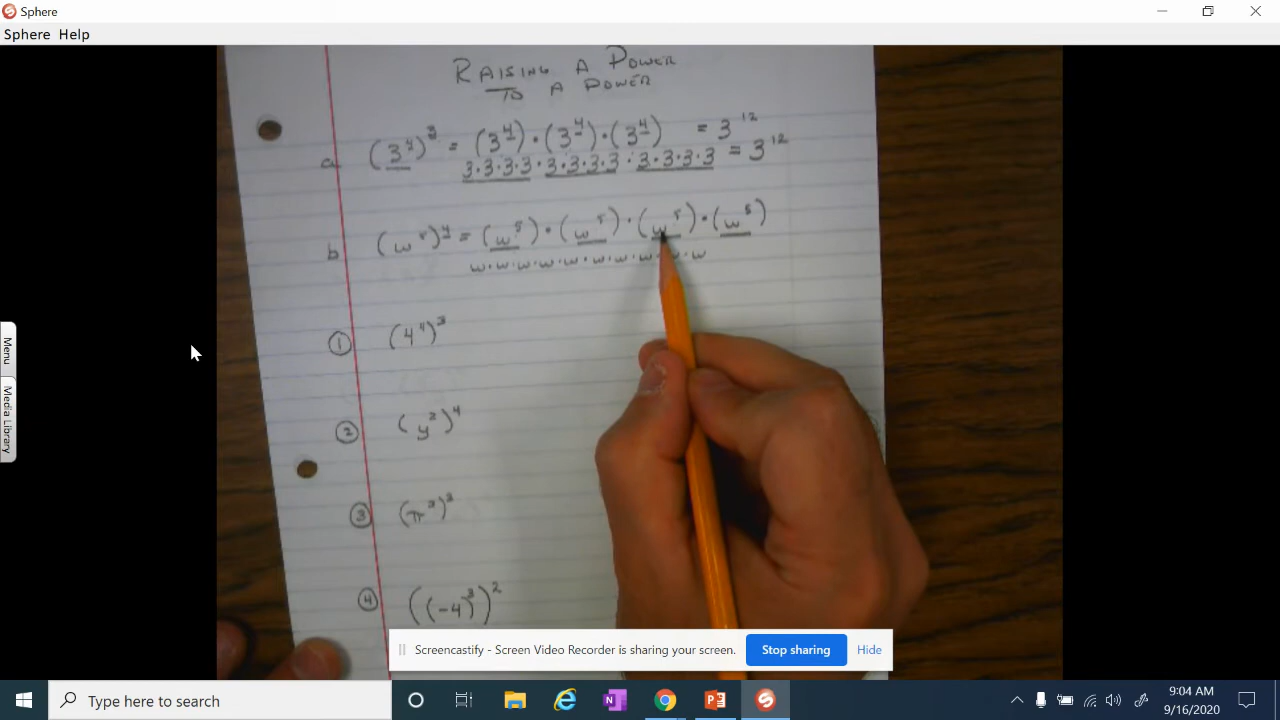 Sphere
Sphere Help
RAISING A POWER
TO A POWER
a (3⁴)³ = (3⁴)·(3⁴)·(3⁴) = 3¹²
3·3·3·3·3·3·3·3·3·3·3·3 = 3¹²
b (w⁵)⁴ = (w⁵)·(w⁵)·(w⁵)·(w⁵)
w·w·w·w·w·w·w·w·w·w
① (4⁴)³
② (y²)⁴
③ (π³)³
④ ((-4)³)²
Menu
Media Library
Screencastify - Screen Video Recorder is sharing your screen.
Stop sharing
Hide
Type here to search
9:04 AM
9/16/2020